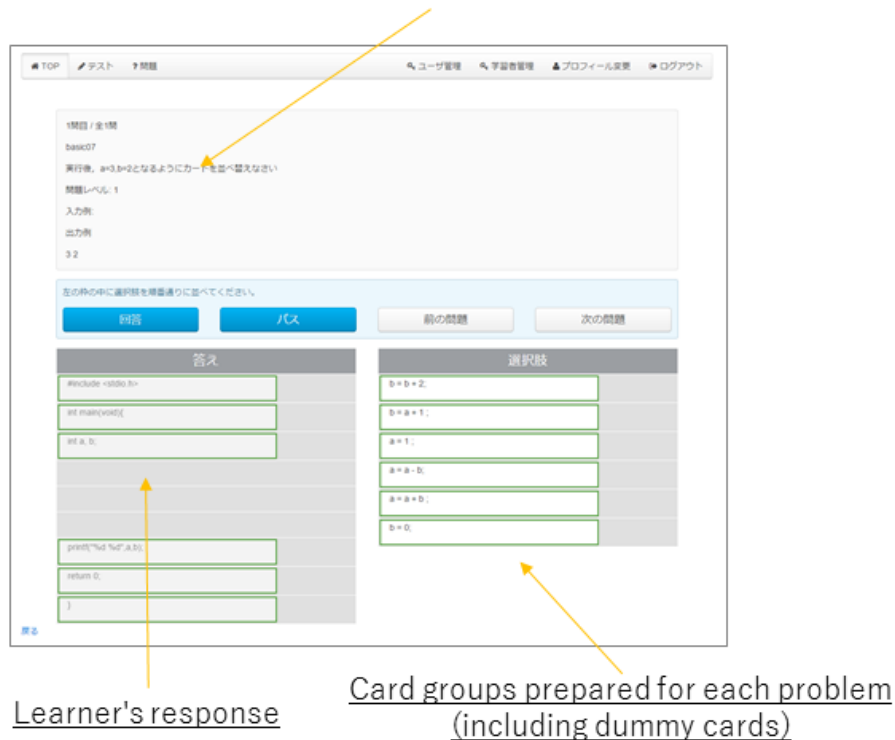 TOP テスト ? 問題 ユーザ管理 学習者管理 プロフィール変更 ログアウト
1問目 / 全1問
basic07
実行後、a=3,b=2となるようにカードを並べ替えなさい
問題レベル: 1
入力例:
出力例
3 2
左の枠の中に選択肢を順番通りに並べてください。
回答 パス 前の問題 次の問題
答え
#include <stdio.h>
int main(void){
int a, b;
printf("%d %d",a,b);
return 0;
}
選択肢
b = b + 2;
b = a + 1 ;
a = 1 ;
a = a - b;
a = a + b ;
b = 0;
戻る
Learner's response
Card groups prepared for each problem
(including dummy cards)